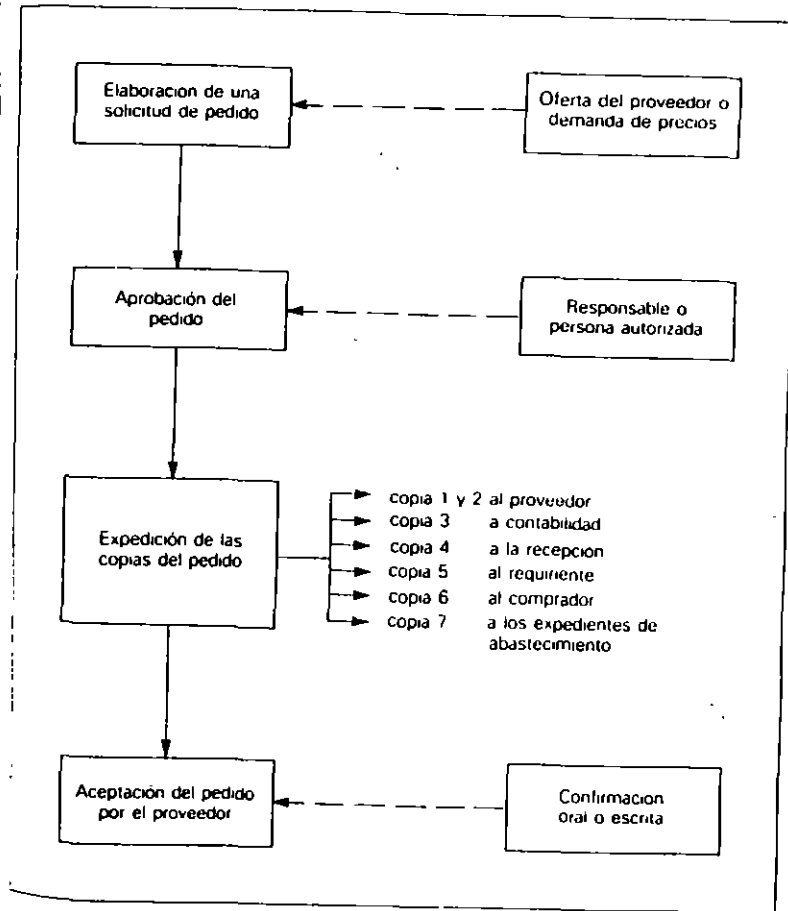 Elaboracion de una
solicitud de pedido
Oferta del proveedor o
demanda de precios
Aprobación del
pedido
Responsable o
persona autorizada
Expedición de las
copias del pedido
copia 1 y 2 al proveedor
copia 3 a contabilidad
copia 4 a la recepción
copia 5 al requiriente
copia 6 al comprador
copia 7 a los expedientes de
abastecimiento
Aceptación del pedido
por el proveedor
Confirmacion
oral o escrita